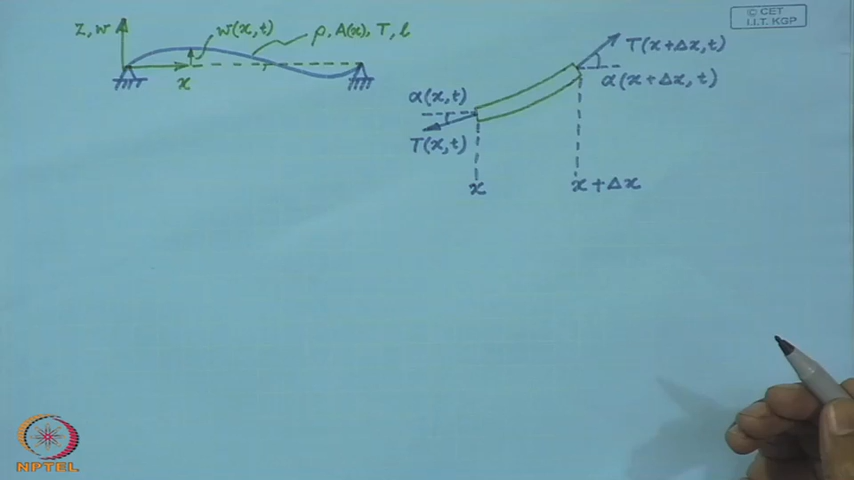 © CET
I.I.T. KGP
z, w
w(x,t)
ρ, A(x), T, l
x
T(x+Δx,t)
α(x+Δx,t)
α(x,t)
T(x,t)
x
x+Δx
NPTEL